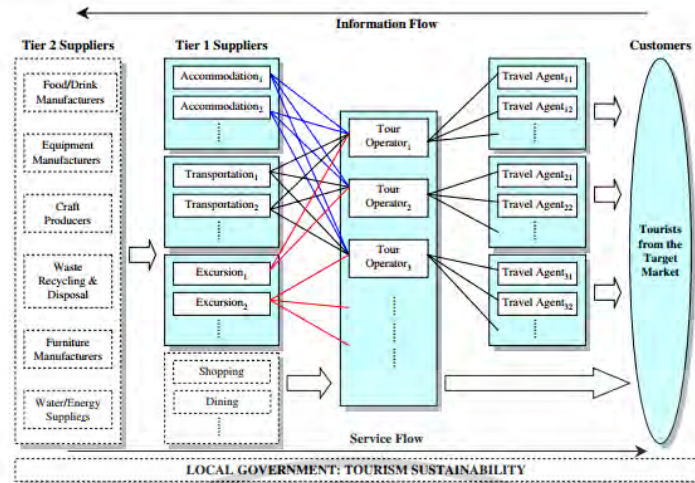 Information Flow
Tier 2 Suppliers
Tier 1 Suppliers
Customers
Food/Drink
Manufacturers
Equipment
Manufacturers
Craft
Producers
Waste
Recycling &
Disposal
Furniture
Manufacturers
Water/Energy
Suppliegs
Accommodation1
Accommodation2
Transportation1
Transportation2
Excursion1
Excursion2
Shopping
Dining
Tour
Operator1
Tour
Operator2
Tour
Operator3
Travel Agent11
Travel Agent12
Travel Agent21
Travel Agent22
Travel Agent31
Travel Agent32
Tourists
from the
Target
Market
Service Flow
LOCAL GOVERNMENT: TOURISM SUSTAINABILITY